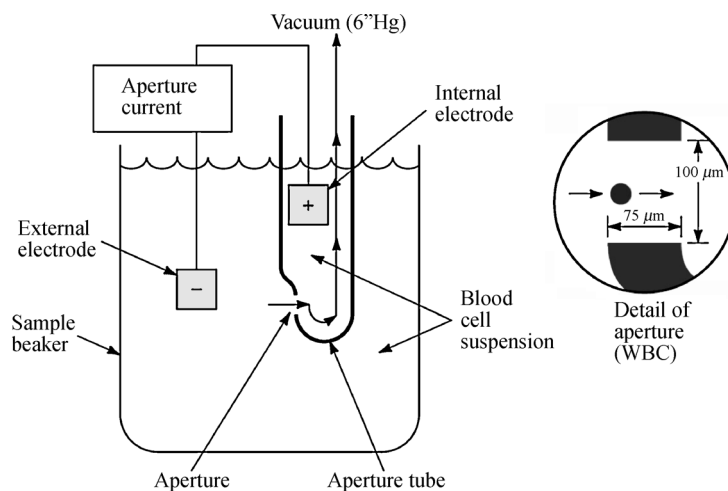 Vacuum (6”Hg)
Aperture
current
Internal
electrode
+
100 μm
75 μm
External
electrode
−
Sample
beaker
Blood
cell
suspension
Detail of
aperture
(WBC)
Aperture
Aperture tube